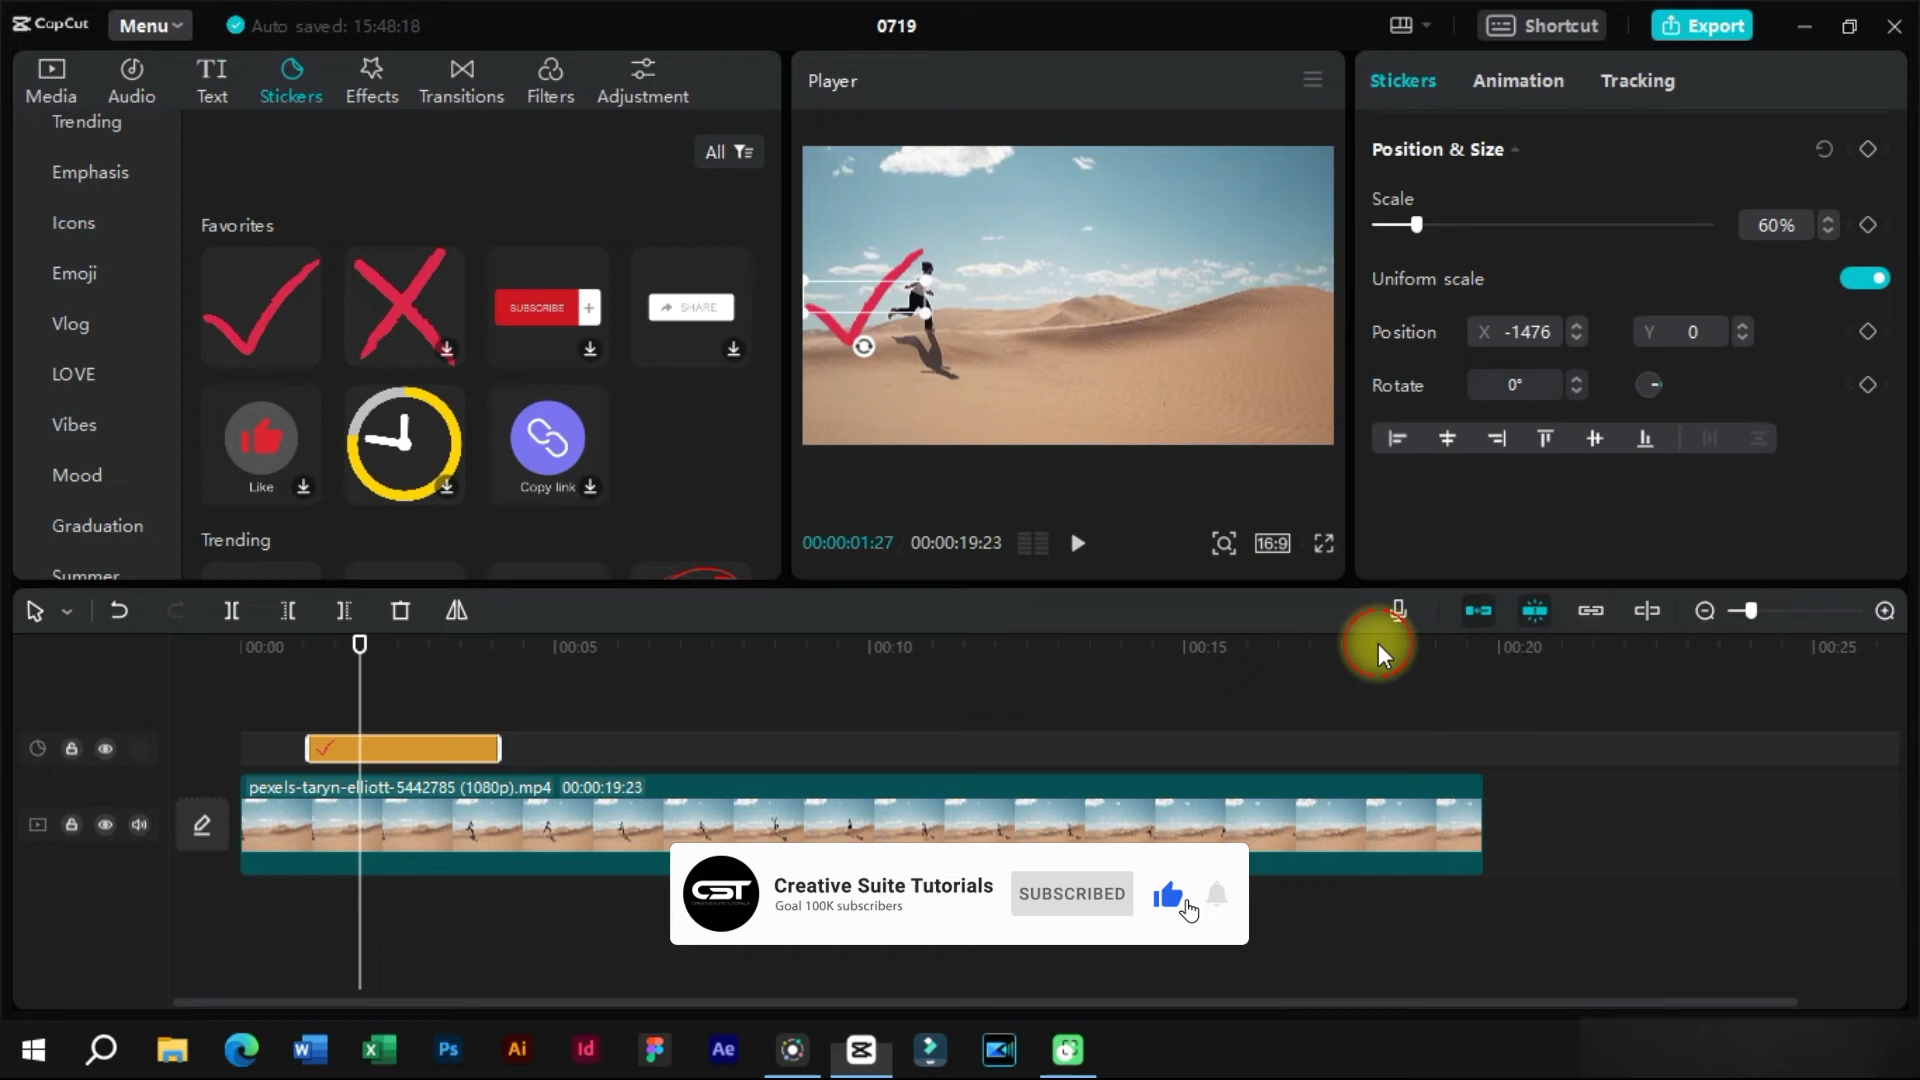 CapCut
Menu
Auto saved: 15:48:18
0719
Shortcut
Export
Media
Audio
Text
Stickers
Effects
Transitions
Filters
Adjustment
Trending
Emphasis
Icons
Emoji
Vlog
LOVE
Vibes
Mood
Graduation
Summer
All
Favorites
SUBSCRIBE
SHARE
Like
Copy link
Trending
Player
00:00:01:27 / 00:00:19:23
16:9
Stickers
Animation
Tracking
Position & Size
Scale
60%
Uniform scale
Position X -1476 Y 0
Rotate 0°
00:00
00:05
00:10
00:15
00:20
00:25
pexels-taryn-elliott-5442785 (1080p).mp4 00:00:19:23
CST
CREATIVE SUITE TUTORIALS
Creative Suite Tutorials
Goal 100K subscribers
SUBSCRIBED
W
X
Ps
Ai
Id
Ae